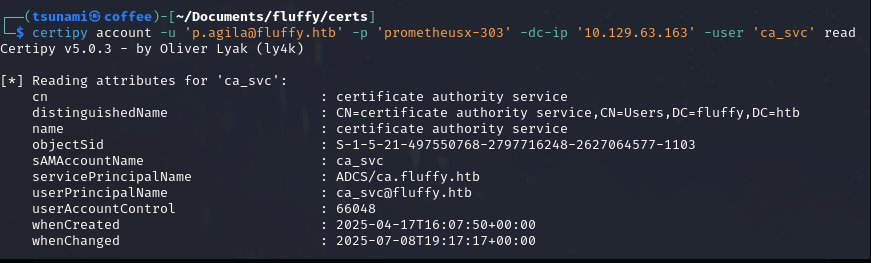 (tsunami㉿coffee)-[~/Documents/fluffy/certs]
$ certipy account -u 'p.agila@fluffy.htb' -p 'prometheusx-303' -dc-ip '10.129.63.163' -user 'ca_svc' read
Certipy v5.0.3 - by Oliver Lyak (ly4k)
[*] Reading attributes for 'ca_svc':
cn : certificate authority service
distinguishedName : CN=certificate authority service,CN=Users,DC=fluffy,DC=htb
name : certificate authority service
objectSid : S-1-5-21-497550768-2797716248-2627064577-1103
sAMAccountName : ca_svc
servicePrincipalName : ADCS/ca.fluffy.htb
userPrincipalName : ca_svc@fluffy.htb
userAccountControl : 66048
whenCreated : 2025-04-17T16:07:50+00:00
whenChanged : 2025-07-08T19:17:17+00:00